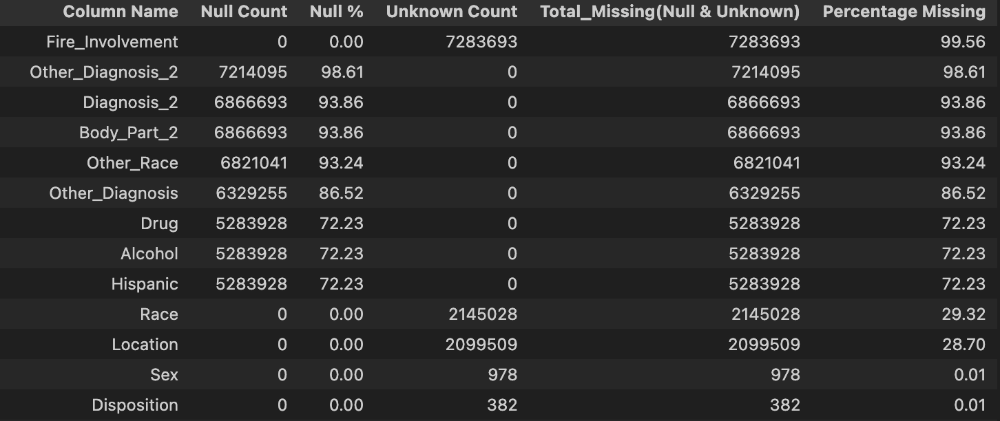 Column Name Null Count Null % Unknown Count Total_Missing(Null & Unknown) Percentage Missing
Fire_Involvement 0 0.00 7283693 7283693 99.56
Other_Diagnosis_2 7214095 98.61 0 7214095 98.61
Diagnosis_2 6866693 93.86 0 6866693 93.86
Body_Part_2 6866693 93.86 0 6866693 93.86
Other_Race 6821041 93.24 0 6821041 93.24
Other_Diagnosis 6329255 86.52 0 6329255 86.52
Drug 5283928 72.23 0 5283928 72.23
Alcohol 5283928 72.23 0 5283928 72.23
Hispanic 5283928 72.23 0 5283928 72.23
Race 0 0.00 2145028 2145028 29.32
Location 0 0.00 2099509 2099509 28.70
Sex 0 0.00 978 978 0.01
Disposition 0 0.00 382 382 0.01